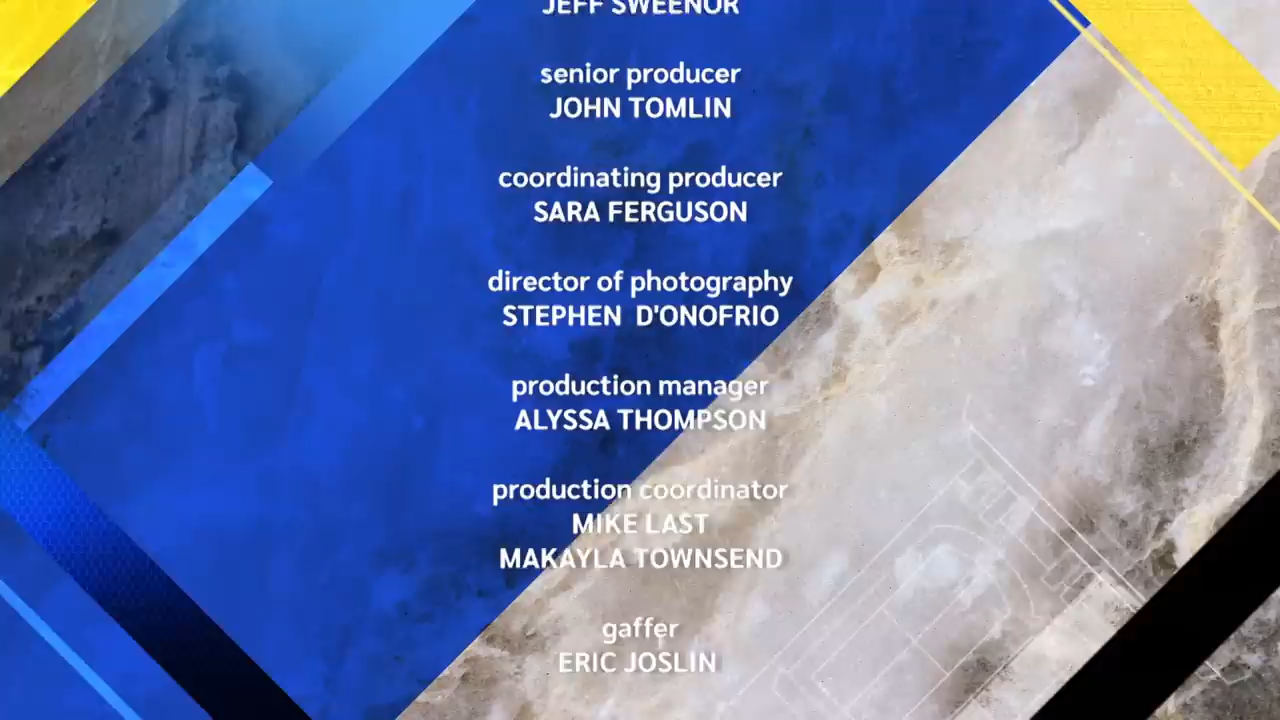 JEFF SWEENOR
senior producer
JOHN TOMLIN
coordinating producer
SARA FERGUSON
director of photography
STEPHEN  D'ONOFRIO
production manager
ALYSSA THOMPSON
production coordinator
MIKE LAST
MAKAYLA TOWNSEND
gaffer
ERIC JOSLIN